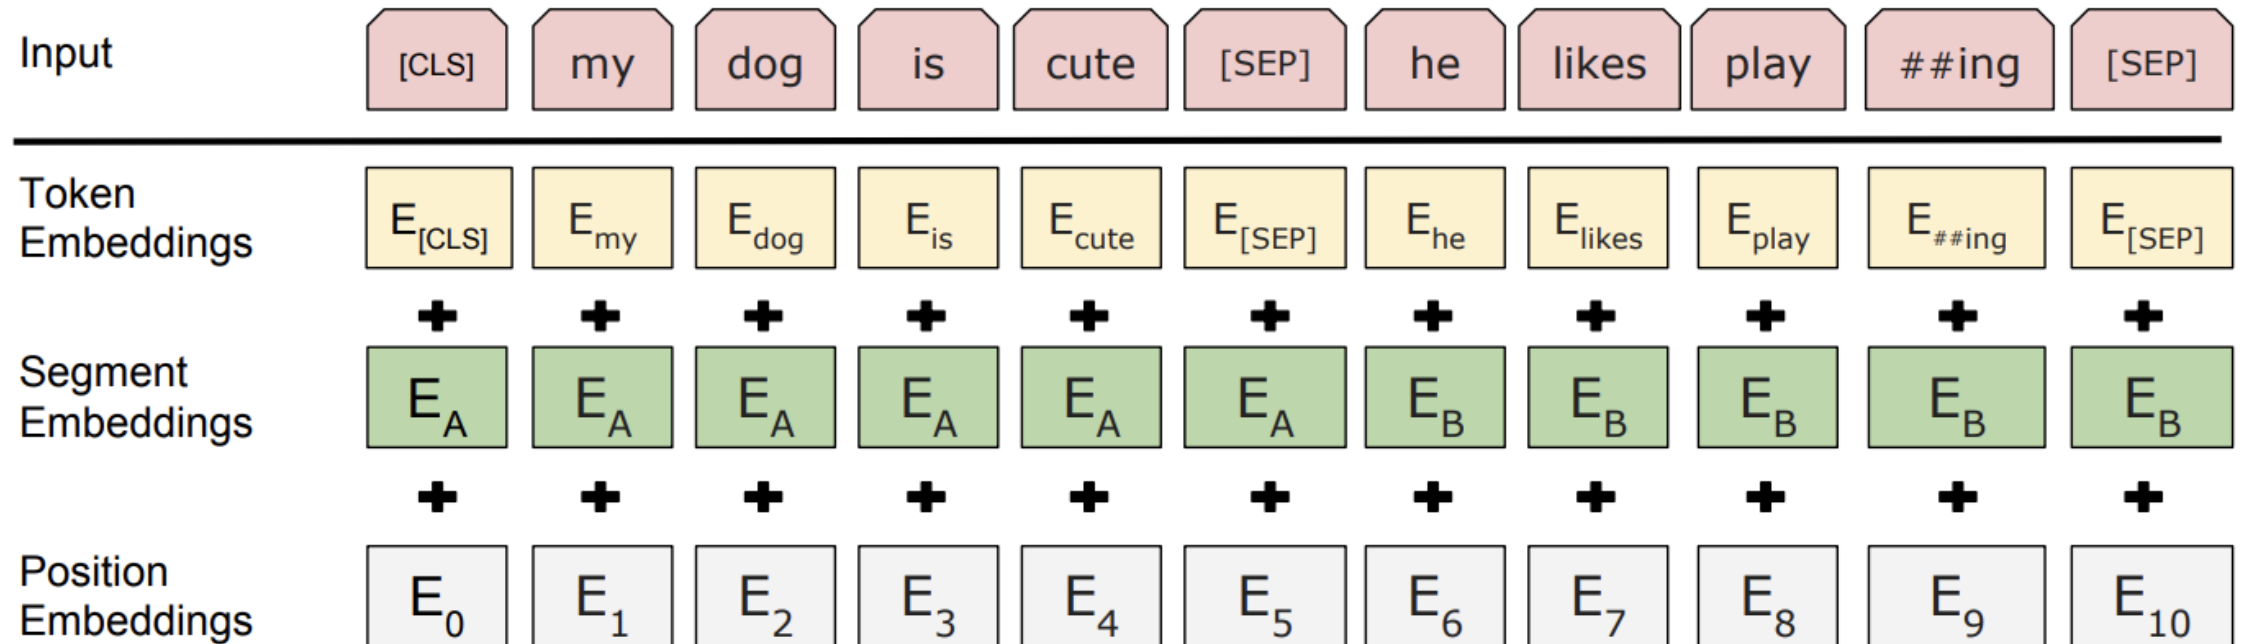 Input [CLS] my dog is cute [SEP] he likes play ##ing [SEP]
Token Embeddings E[CLS] Emy Edog Eis Ecute E[SEP] Ehe Elikes Eplay E##ing E[SEP]
+ + + + + + + + + + +
Segment Embeddings EA EA EA EA EA EA EB EB EB EB EB
+ + + + + + + + + + +
Position Embeddings E0 E1 E2 E3 E4 E5 E6 E7 E8 E9 E10